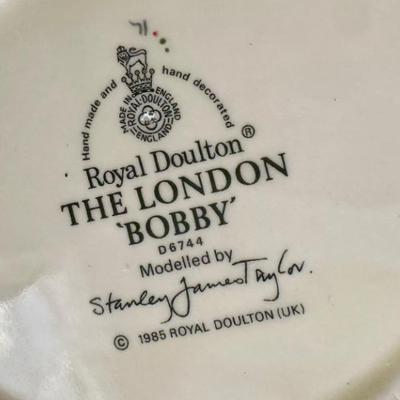 Hand made and hand decorated
MADE IN ENGLAND
ROYAL-DOULTON
ENGLAND
Royal Doulton®
THE LONDON
'BOBBY'
D6744
Modelled by
Stanley James Taylor.
© 1985 ROYAL DOULTON (UK)